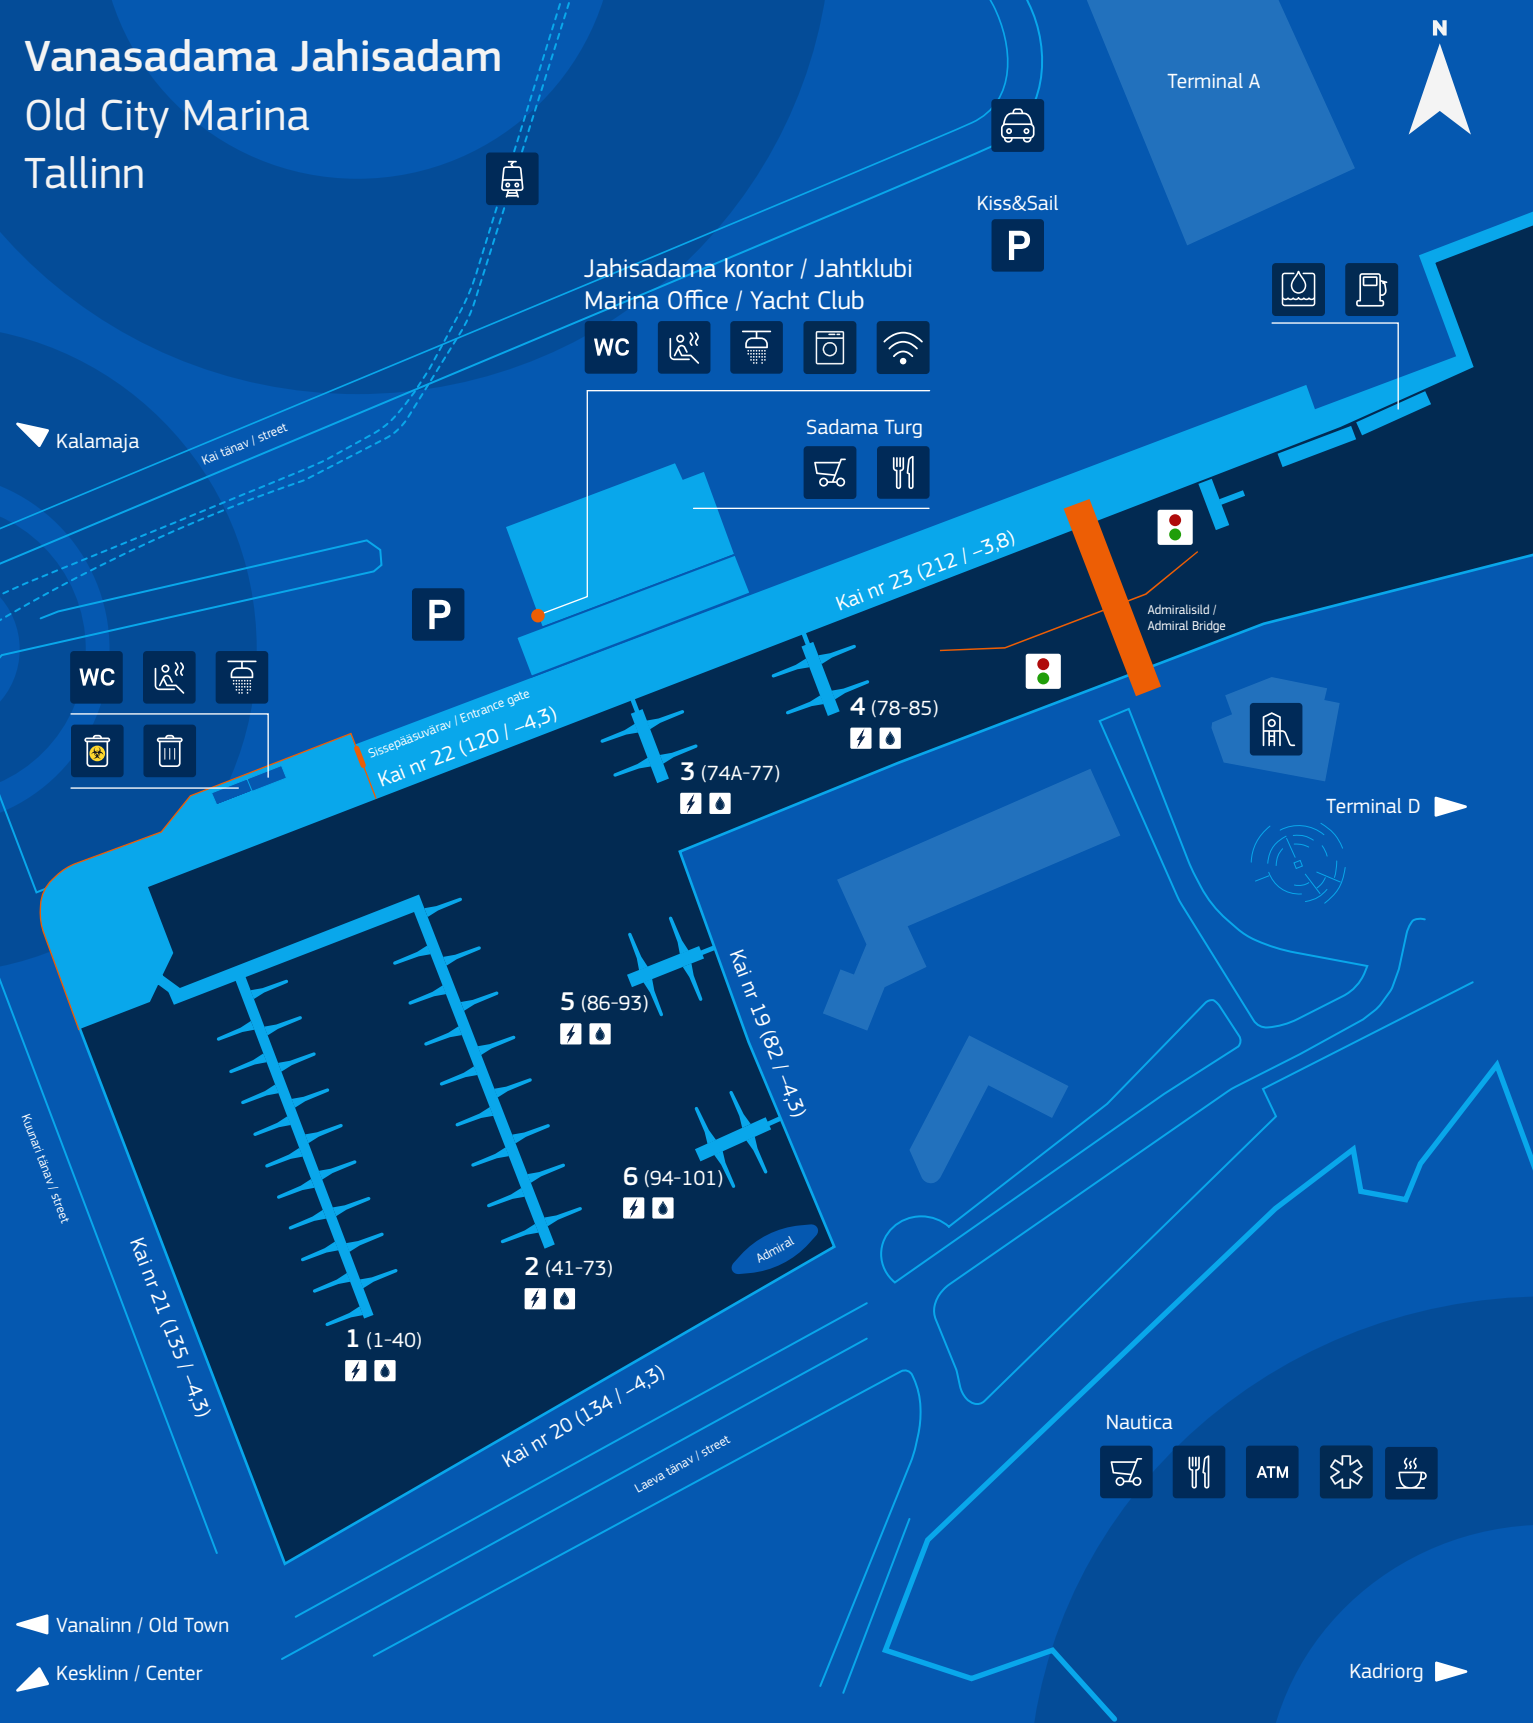 Vanasadama Jahisadam
Old City Marina
Tallinn
N
Terminal A
Kiss&Sail
P
Jahisadama kontor / Jahtklubi
Marina Office / Yacht Club
WC
Sadama Turg
Kalamaja
Kai tänav / street
P
Kai nr 23 (212 / –3,8)
Admiralisild /
Admiral Bridge
WC
Sissepääsuvärav / Entrance gate
Kai nr 22 (120 / –4,3)
4 (78-85)
3 (74A-77)
Terminal D
5 (86-93)
Kai nr 19 (82 / –4,3)
6 (94-101)
Admiral
2 (41-73)
1 (1-40)
Kuunari tänav / street
Kai nr 21 (135 / –4,3)
Kai nr 20 (134 / –4,3)
Laeva tänav / street
Nautica
ATM
Vanalinn / Old Town
Kesklinn / Center
Kadriorg